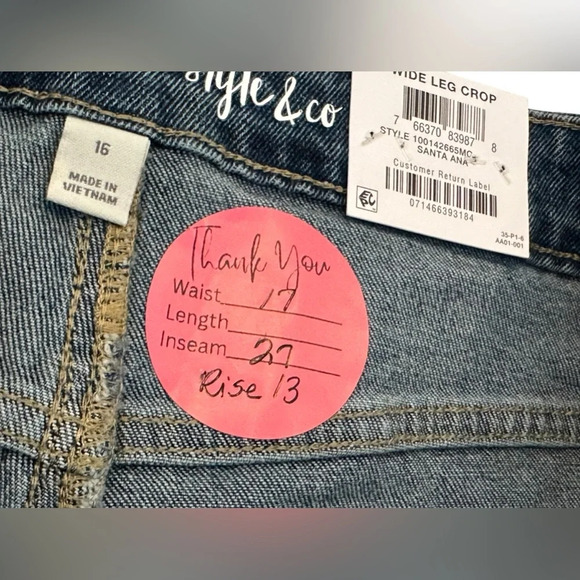 Style & co
WIDE LEG CROP
7 66370 83987 8
STYLE 100142665MC
SANTA ANA
Customer Return Label
071466393184
35-P1-6
AA01-001
16
MADE IN
VIETNAM
Thank You
Waist 17
Length
Inseam 27
Rise 13